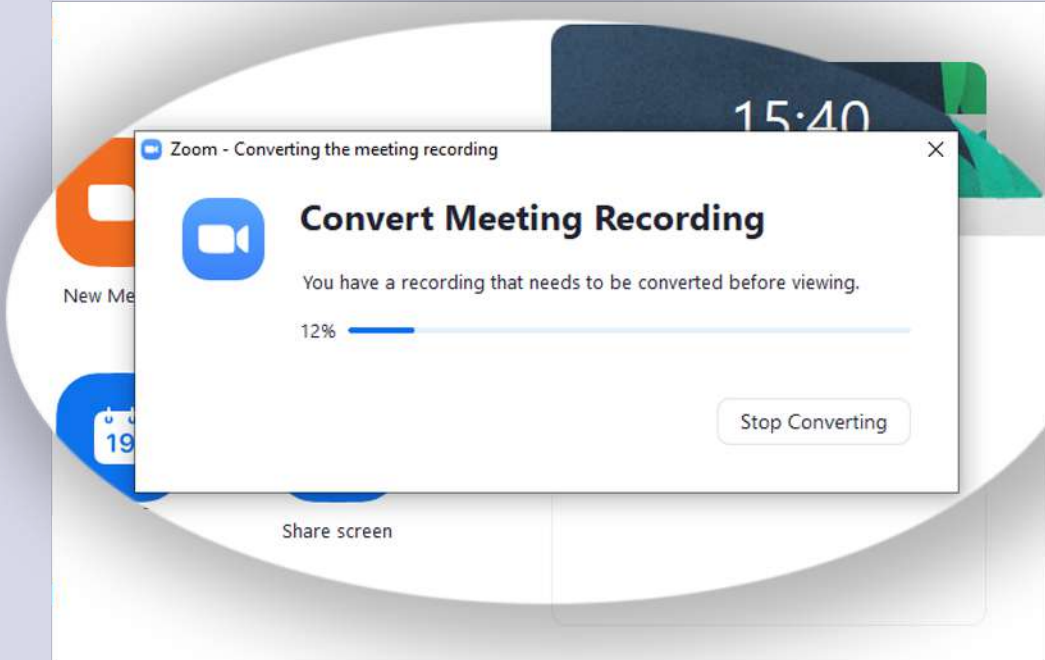 15:40
Zoom - Converting the meeting recording
Convert Meeting Recording
New Me
You have a recording that needs to be converted before viewing.
12%
Stop Converting
19
Share screen